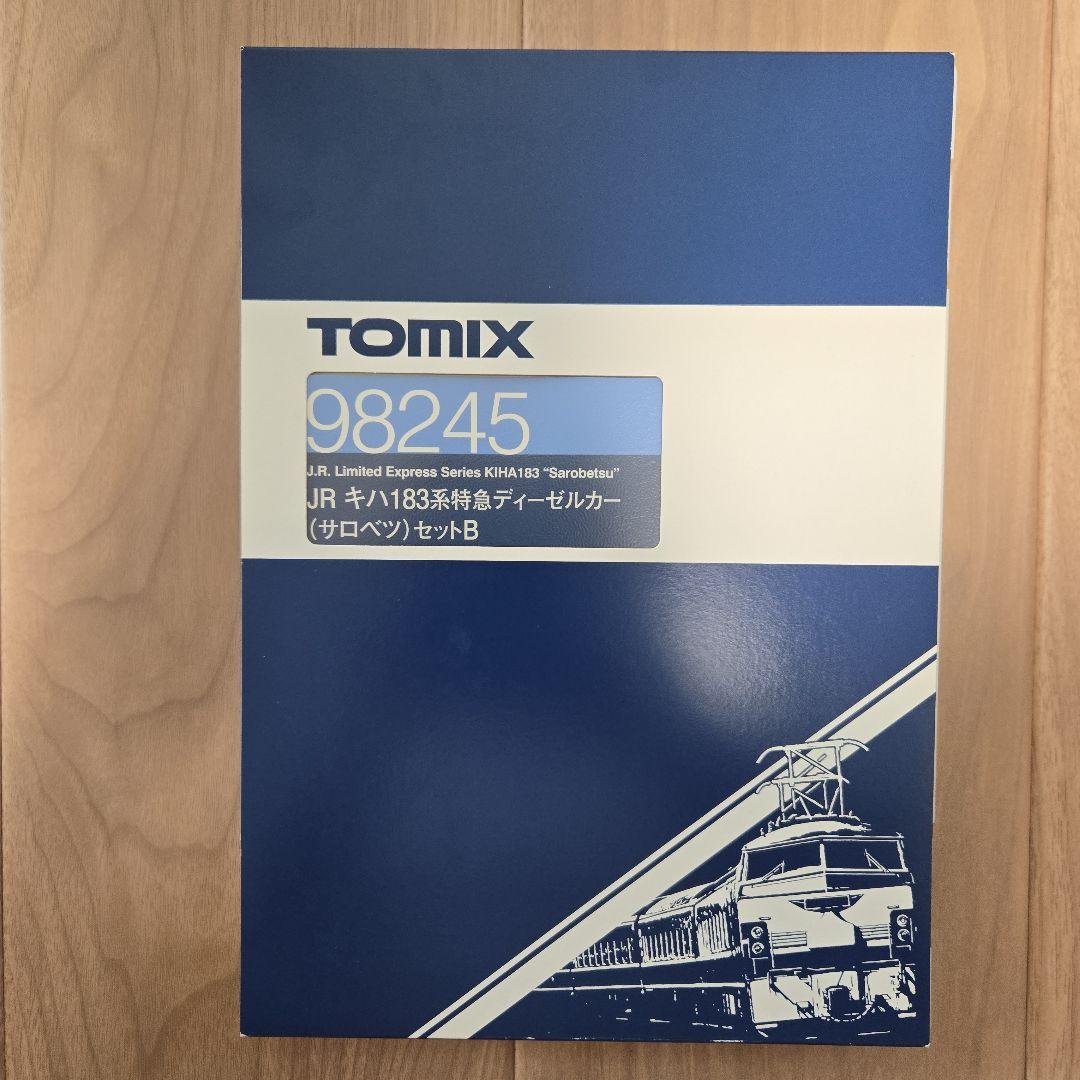 TOMIX
98245
J.R. Limited Express Series KIHA183 “Sarobetsu”
JR キハ183系特急ディーゼルカー
(サロベツ)セットB